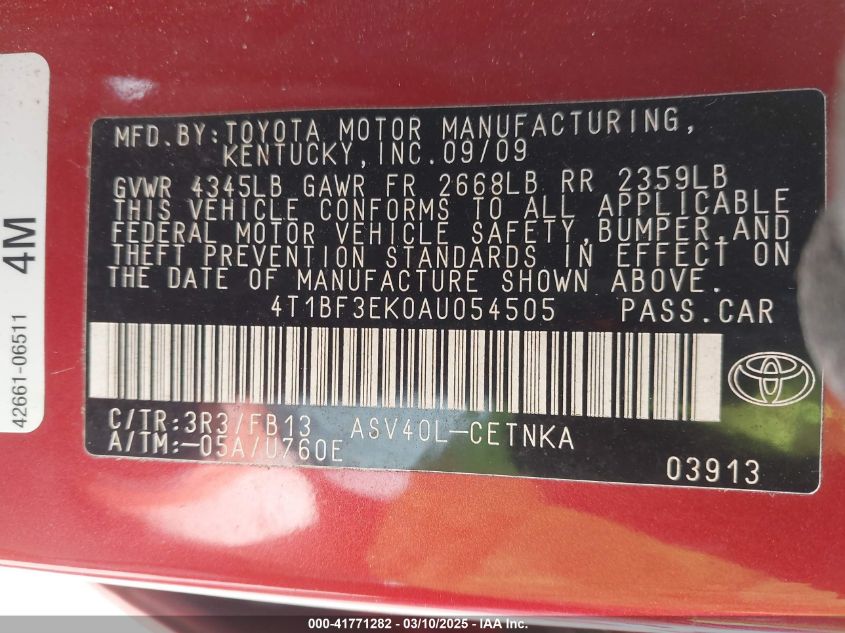 MFD.BY:TOYOTA MOTOR MANUFACTURING,
KENTUCKY,INC.09/09
GVWR 4345LB GAWR FR 2668LB RR 2359LB
THIS VEHICLE CONFORMS TO ALL APPLICABLE
FEDERAL MOTOR VEHICLE SAFETY,BUMPER,AND
THEFT PREVENTION STANDARDS IN EFFECT ON
THE DATE OF MANUFACTURE SHOWN ABOVE.
4T1BF3EK0AU054505 PASS.CAR
C/TR:3R3/FB13 ASV40L-CETNKA
A/TM:-05A/U760E
03913
42661-06511 4M
000-41771282 - 03/10/2025 - IAA Inc.